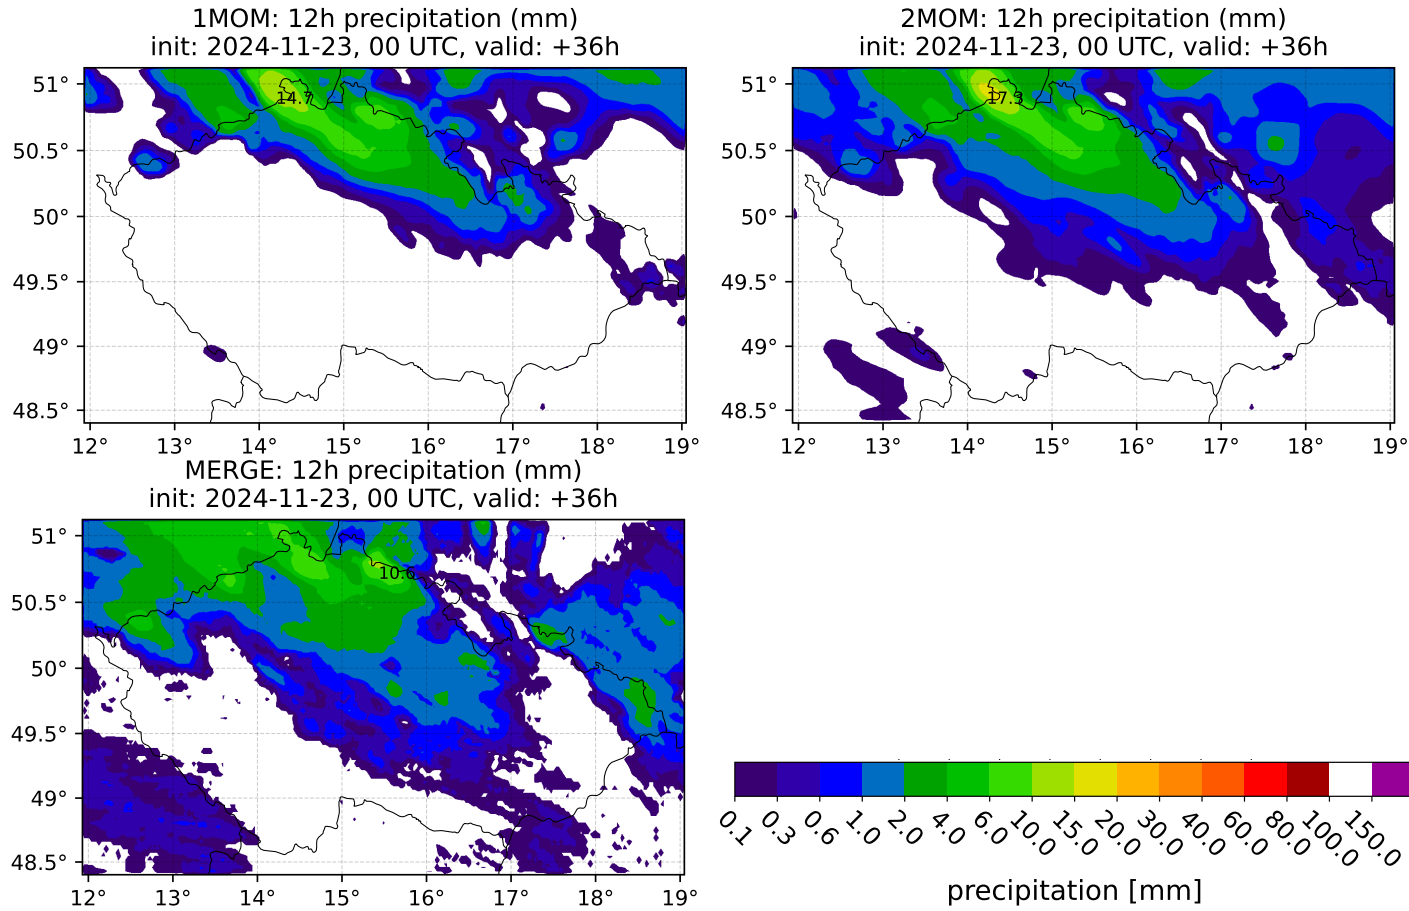 1MOM: 12h precipitation (mm)
init: 2024-11-23, 00 UTC, valid: +36h
51°
50.5°
50°
49.5°
49°
48.5°
14.7
12° 13° 14° 15° 16° 17° 18° 19°
2MOM: 12h precipitation (mm)
init: 2024-11-23, 00 UTC, valid: +36h
51°
50.5°
50°
49.5°
49°
48.5°
17.3
12° 13° 14° 15° 16° 17° 18° 19°
MERGE: 12h precipitation (mm)
init: 2024-11-23, 00 UTC, valid: +36h
51°
50.5°
50°
49.5°
49°
48.5°
10.6
12° 13° 14° 15° 16° 17° 18° 19°
0.1 0.3 0.6 1.0 2.0 4.0 6.0 10.0 15.0 20.0 30.0 40.0 60.0 80.0 100.0 150.0
precipitation [mm]